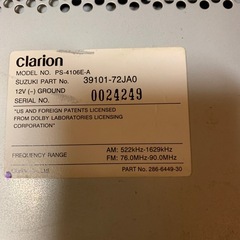 Clarion
MODEL NO. PS-4106E-A
SUZUKI PART No. 39101-72JA0
12V (−) GROUND
SERIAL NO. 0024249
"US AND FOREIGN PATENTS LICENSED
FROM DOLBY LABORATORIES LICENSING
CORPORATION"
FREQUENCY RANGE
AM: 522kHz-1629kHz
FM: 76.0MHz-90.0MHz
PART No. 286-6449-30